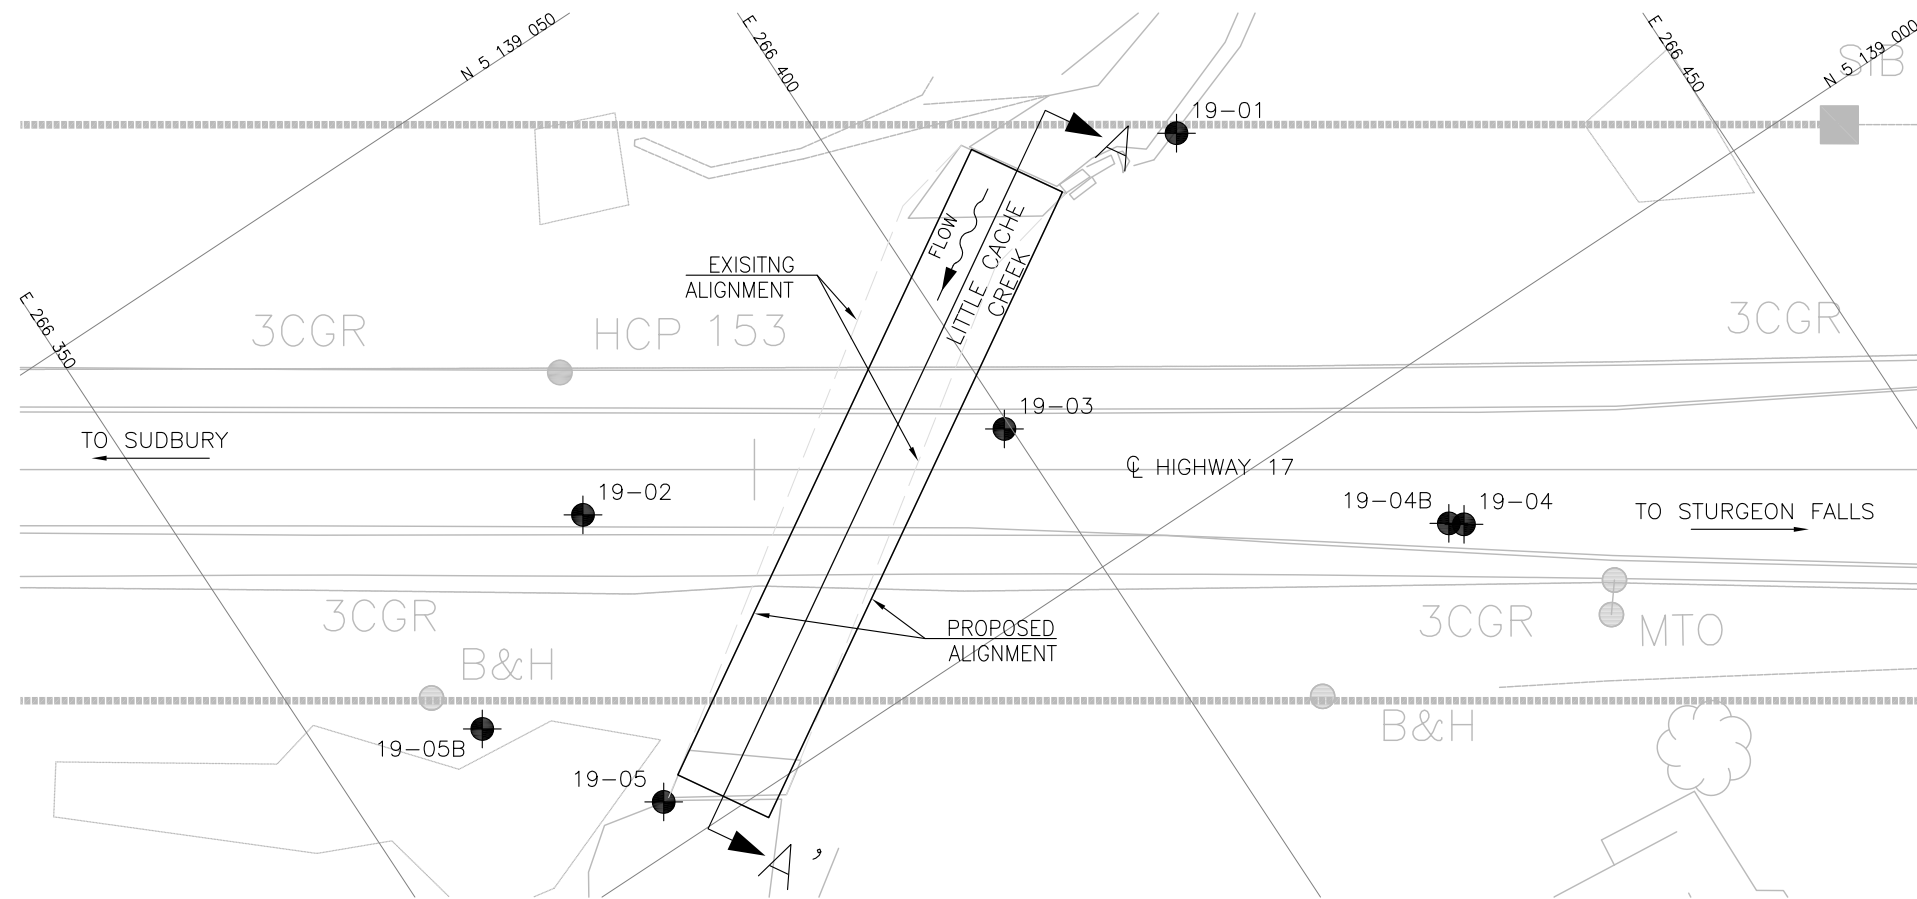 N 5 139 050
E 266 400
E 266 450
N 5 139 000
SIB
19-01
A
FLOW
LITTLE CACHE
CREEK
EXISITNG
ALIGNMENT
E 266 350
3CGR
HCP 153
3CGR
19-03
TO SUDBURY
℄ HIGHWAY 17
19-02
19-04B
19-04
TO STURGEON FALLS
3CGR
PROPOSED
ALIGNMENT
3CGR
MTO
B&H
B&H
19-05B
19-05
A'